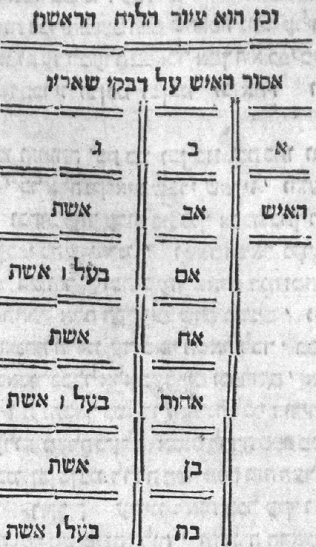 וכן הוא ציור הלוח הראשון
אסור האיש על דבקי שאריו
א ב ג
האיש אב אשת
אם בעל ו אשת
אח אשת
אחות בעל ו אשת
בן אשת
בת בעל ו אשת